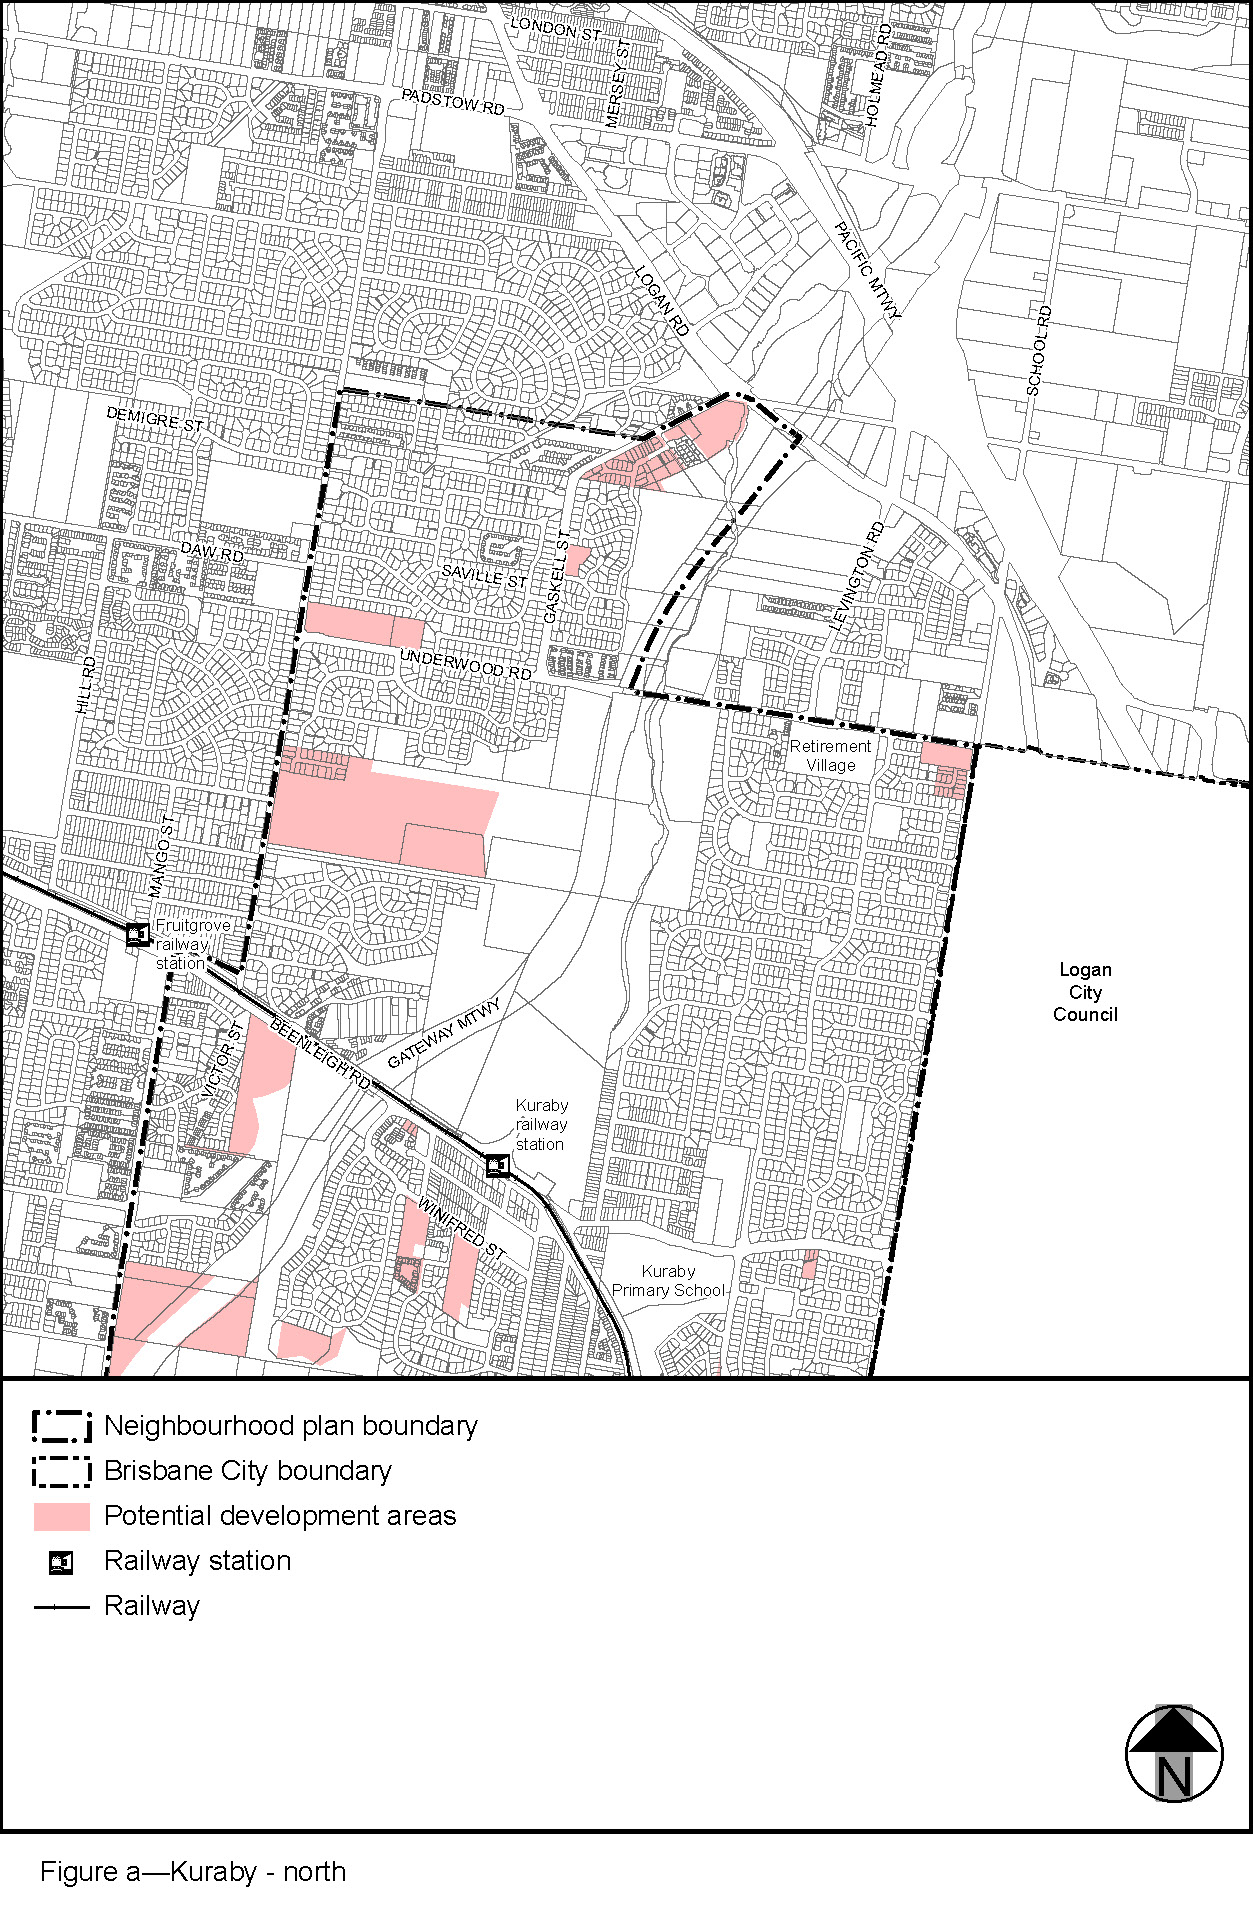 LONDON ST
MERSEY ST
HOLMEAD RD
PADSTOW RD
PACIFIC MTWY
LOGAN RD
SCHOOL RD
DEMIGRE ST
DAW RD
SAVILLE ST
GASKELL ST
LEVINGTON RD
HILL RD
UNDERWOOD RD
Retirement
Village
MANGO ST
Fruitgrove
railway
station
Logan
City
Council
VICTOR ST
BEENLEIGH RD
GATEWAY MTWY
Kuraby
railway
station
WINIFRED ST
Kuraby
Primary School
Neighbourhood plan boundary
Brisbane City boundary
Potential development areas
Railway station
Railway
N
Figure a—Kuraby - north